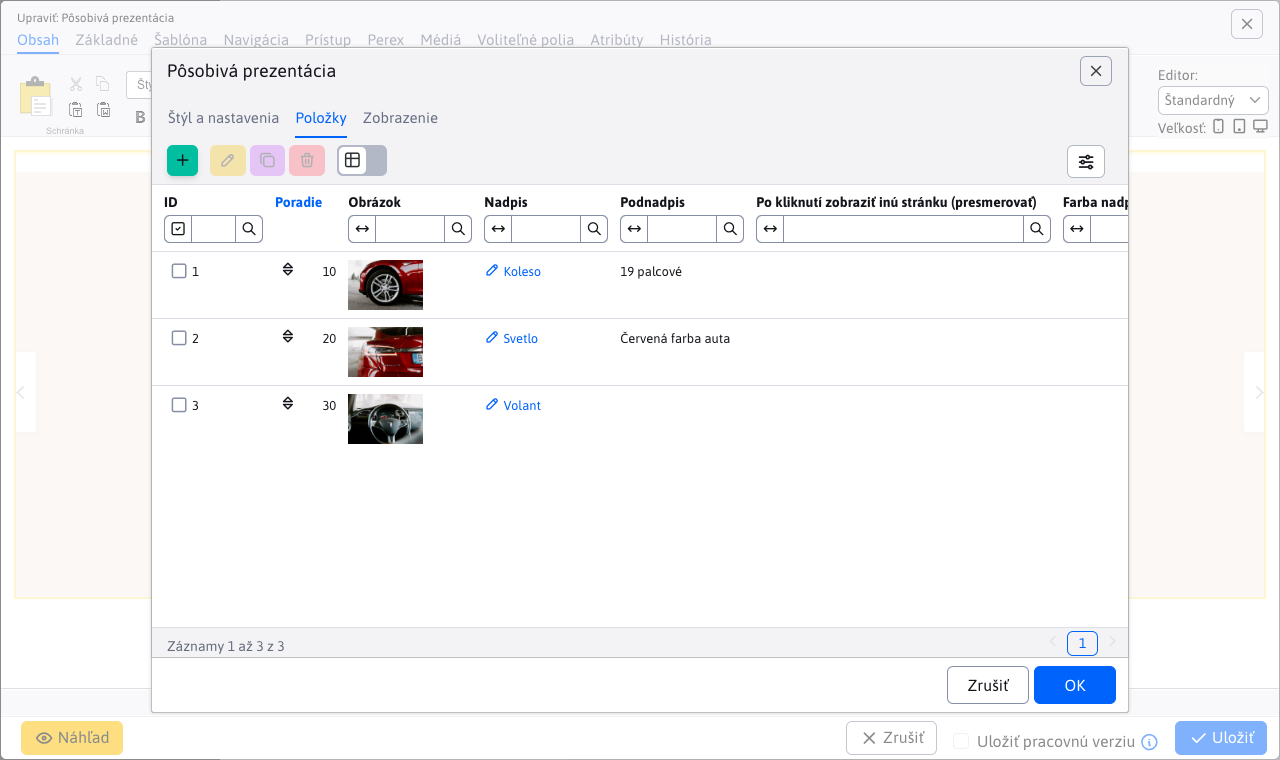 Upraviť: Pôsobivá prezentácia
Obsah Základné Šablóna Navigácia Prístup Perex Médiá Voliteľné polia Atribúty História
Schránka
B
Editor:
Štandardný
Veľkosť:
Pôsobivá prezentácia
Štýl a nastavenia Položky Zobrazenie
ID Poradie Obrázok Nadpis Podnadpis Po kliknutí zobraziť inú stránku (presmerovať) Farba
1 10 Koleso 19 palcové
2 20 Svetlo Červená farba auta
3 30 Volant
Záznamy 1 až 3 z 3
1
Zrušiť OK
Náhľad Zrušiť Uložiť pracovnú verziu Uložiť